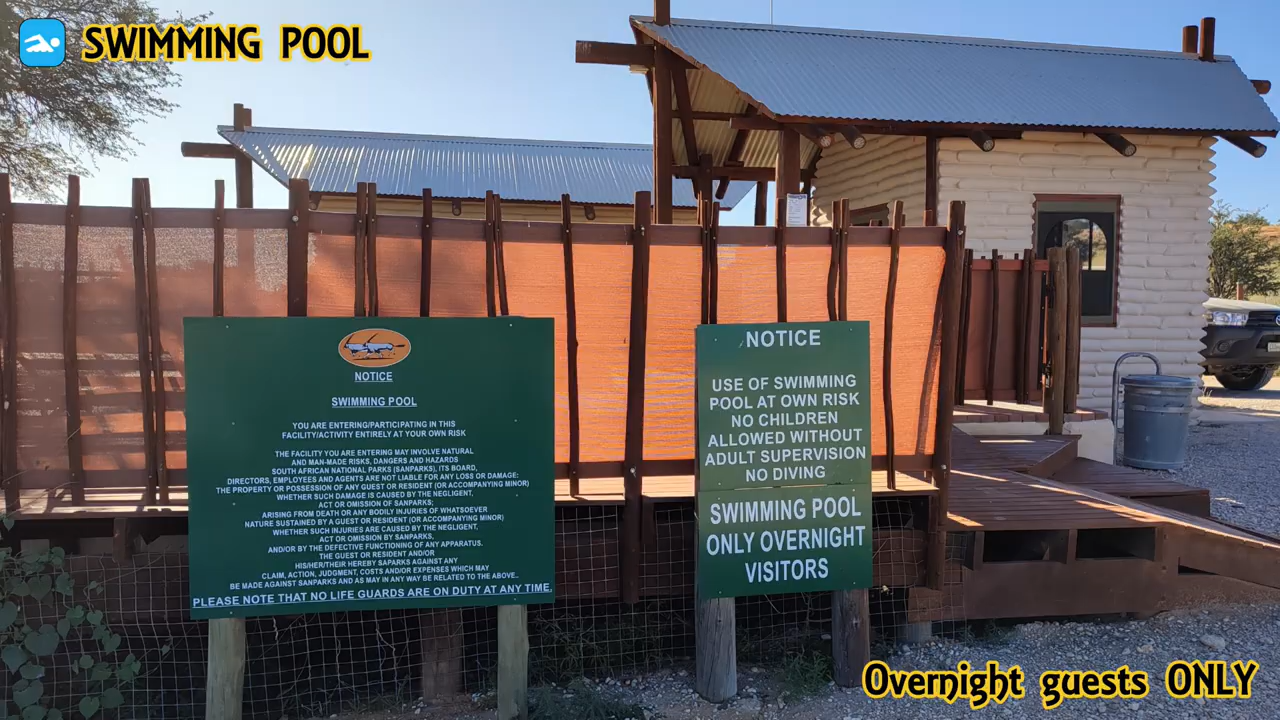 SWIMMING POOL
NOTICE
SWIMMING POOL
YOU ARE ENTERING/PARTICIPATING IN THIS
FACILITY/ACTIVITY ENTIRELY AT YOUR OWN RISK
THE FACILITY YOU ARE ENTERING MAY INVOLVE NATURAL
AND MAN-MADE RISKS, DANGERS AND HAZARDS
SOUTH AFRICAN NATIONAL PARKS (SANPARKS), ITS BOARD,
DIRECTORS, EMPLOYEES AND AGENTS ARE NOT LIABLE FOR ANY LOSS OR DAMAGE:
THE PROPERTY OR POSSESSION OF ANY GUEST OR RESIDENT (OR ACCOMPANYING MINOR)
WHETHER SUCH DAMAGE IS CAUSED BY THE NEGLIGENT,
ACT OR OMISSION OF SANPARKS;
ARISING FROM DEATH OR ANY BODILY INJURIES OF WHATSOEVER
NATURE SUSTAINED BY A GUEST OR RESIDENT (OR ACCOMPANYING MINOR)
WHETHER SUCH INJURIES ARE CAUSED BY THE NEGLIGENT,
ACT OR OMISSION BY SANPARKS,
AND/OR BY THE DEFECTIVE FUNCTIONING OF ANY APPARATUS.
THE GUEST OR RESIDENT AND/OR
HIS/HER/THEIR HEREBY SAPARKS AGAINST ANY
CLAIM, ACTION, JUDGMENT, COSTS AND/OR EXPENSES WHICH MAY
BE MADE AGAINST SANPARKS AND AS MAY IN ANY WAY BE RELATED TO THE ABOVE..
PLEASE NOTE THAT NO LIFE GUARDS ARE ON DUTY AT ANY TIME.
NOTICE
USE OF SWIMMING
POOL AT OWN RISK
NO CHILDREN
ALLOWED WITHOUT
ADULT SUPERVISION
NO DIVING
SWIMMING POOL
ONLY OVERNIGHT
VISITORS
Overnight guests ONLY